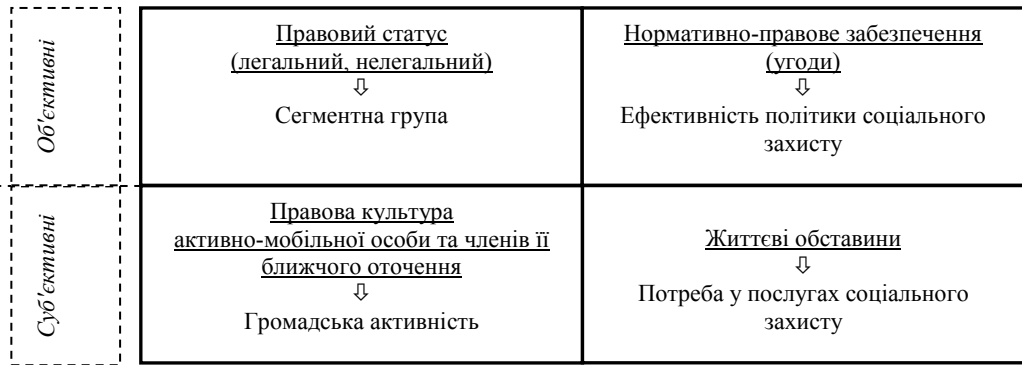 Об'єктивні
Правовий статус
(легальний, нелегальний)
⇩
Сегментна група
Нормативно-правове забезпечення
(угоди)
⇩
Ефективність політики соціального
захисту
Суб'єктивні
Правова культура
активно-мобільної особи та членів її
ближчого оточення
⇩
Громадська активність
Життєві обставини
⇩
Потреба у послугах соціального
захисту